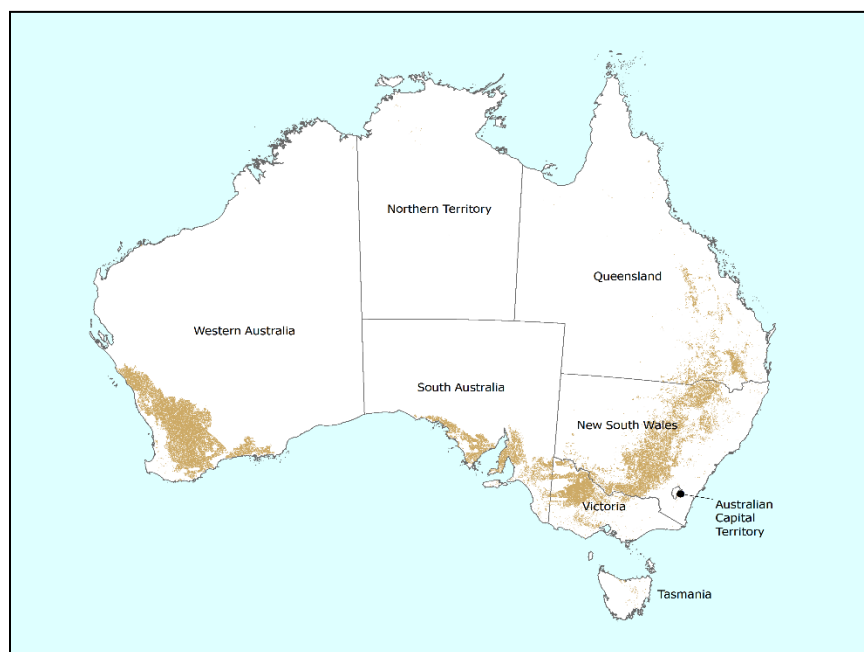 Northern Territory
Queensland
Western Australia
South Australia
New South Wales
Victoria
Australian
Capital
Territory
Tasmania